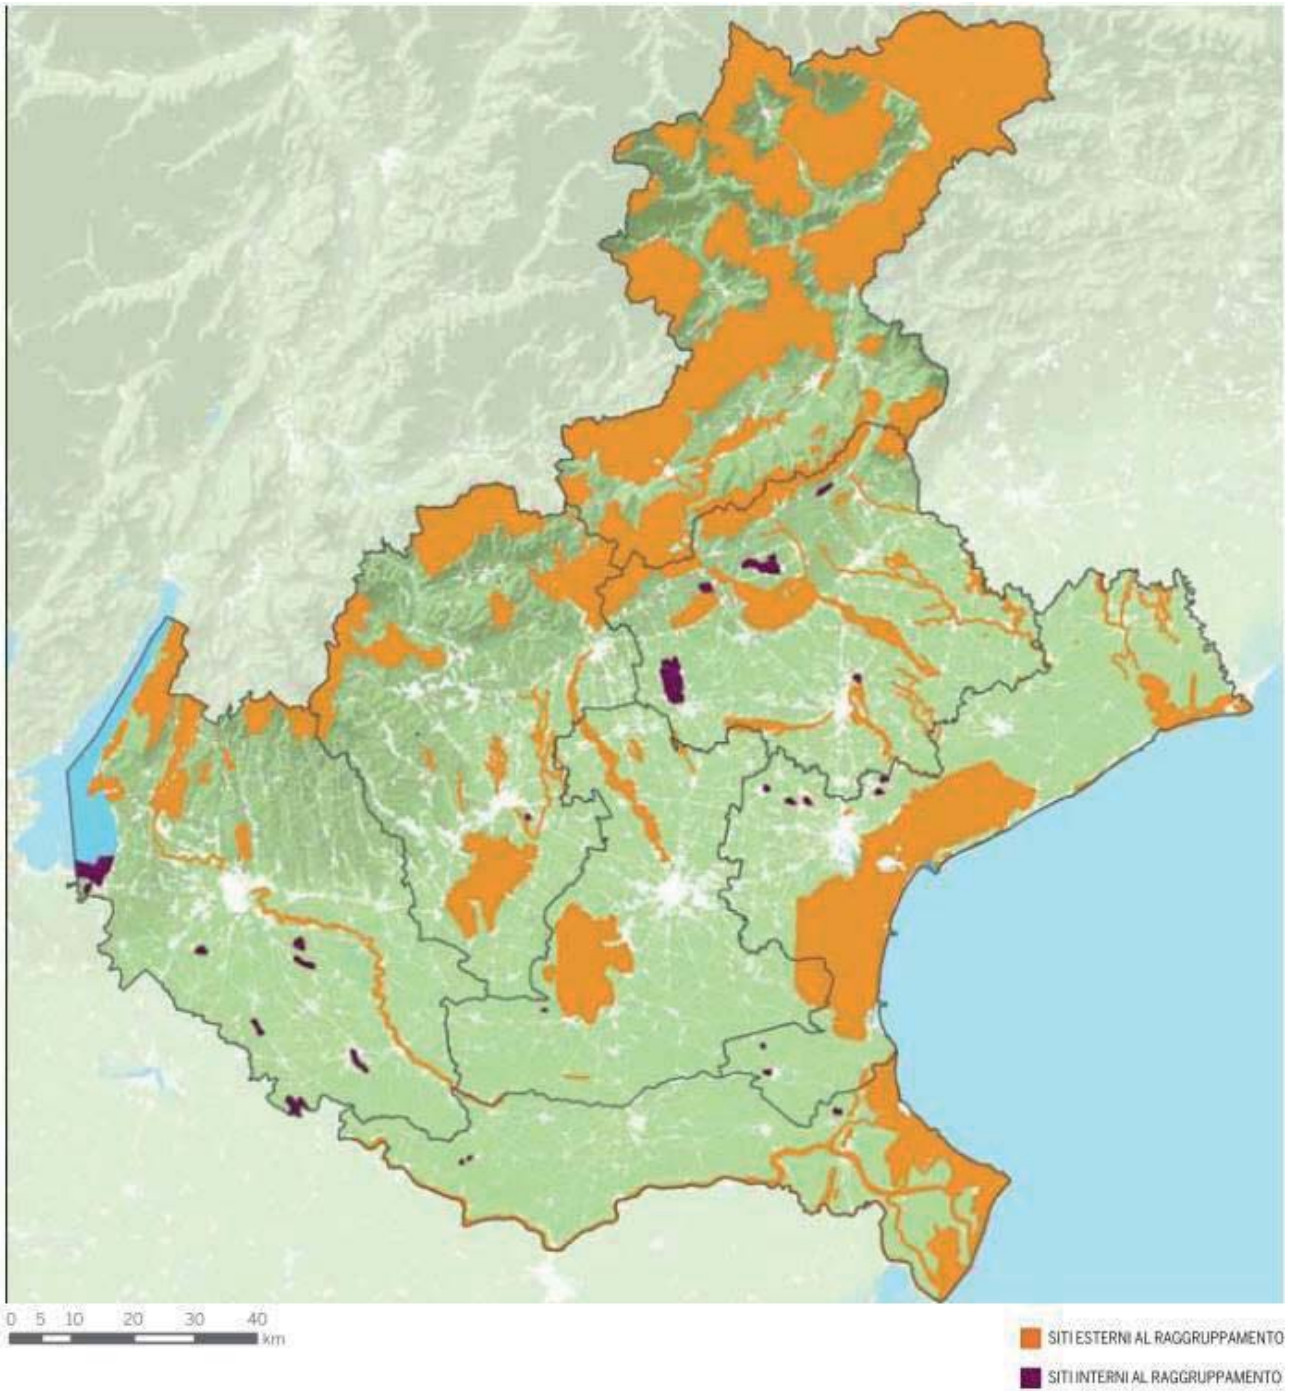 0 5 10 20 30 40
km
SITI ESTERNI AL RAGGRUPPAMENTO
SITI INTERNI AL RAGGRUPPAMENTO